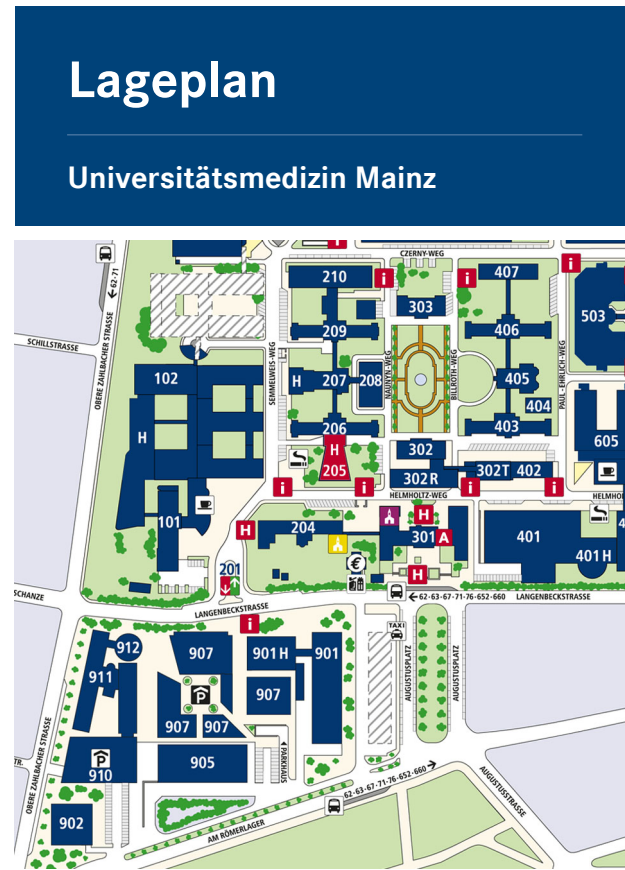 Lageplan
Universitätsmedizin Mainz
i
CZERNY-WEG
62-71
210
i
i
407
i
303
503
OBERE ZAHLBACHER STRASSE
SCHILLSTRASSE
209
406
SEMMELWEIS-WEG
NAUNYN-WEG
BILLROTH-WEG
PAUL-EHRLICH-WEG
102
H
207
208
405
404
206
403
H
H
205
302
605
302 R
302T
402
i
i
i
i
HELMHOLTZ-WEG
101
H
204
H
301
A
401
401 H
201
€
H
SCHANZE
LANGENBECKSTRASSE
62-63-67-71-76-652-660
LANGENBECKSTRASSE
i
TAXI
912
907
901 H
901
911
P
907
AUGUSTUSPLATZ
AUGUSTUSPLATZ
907
907
P
910
905
PARKHAUS
OBERE ZAHLBACHER STRASSE
TR.
62-63-67-71-76-652-660
AUGUSTUSSTRASSE
902
AM RÖMERLAGER